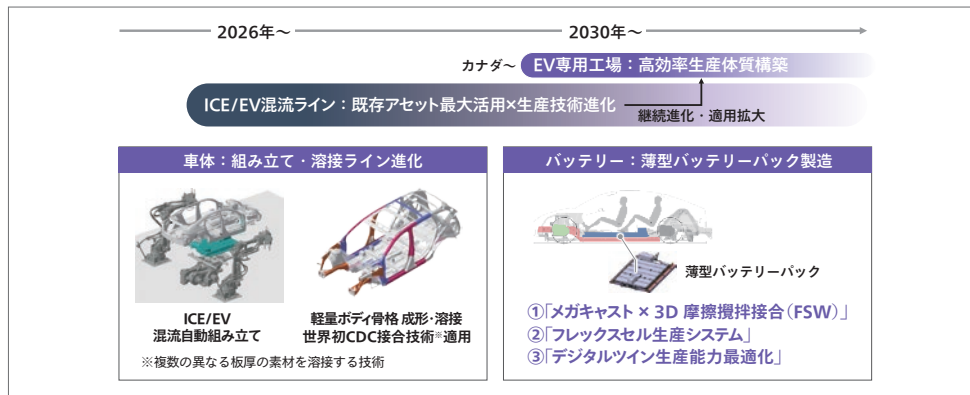 2026年～
2030年～
カナダ～
EV専用工場：高効率生産体質構築
ICE/EV混流ライン：既存アセット最大活用×生産技術進化
継続進化・適用拡大
車体：組み立て・溶接ライン進化
ICE/EV
混流自動組み立て
軽量ボディ骨格 成形・溶接
世界初CDC接合技術※適用
※複数の異なる板厚の素材を溶接する技術
バッテリー：薄型バッテリーパック製造
薄型バッテリーパック
①「メガキャスト × 3D 摩擦攪拌接合（FSW）」
②「フレックスセル生産システム」
③「デジタルツイン生産能力最適化」